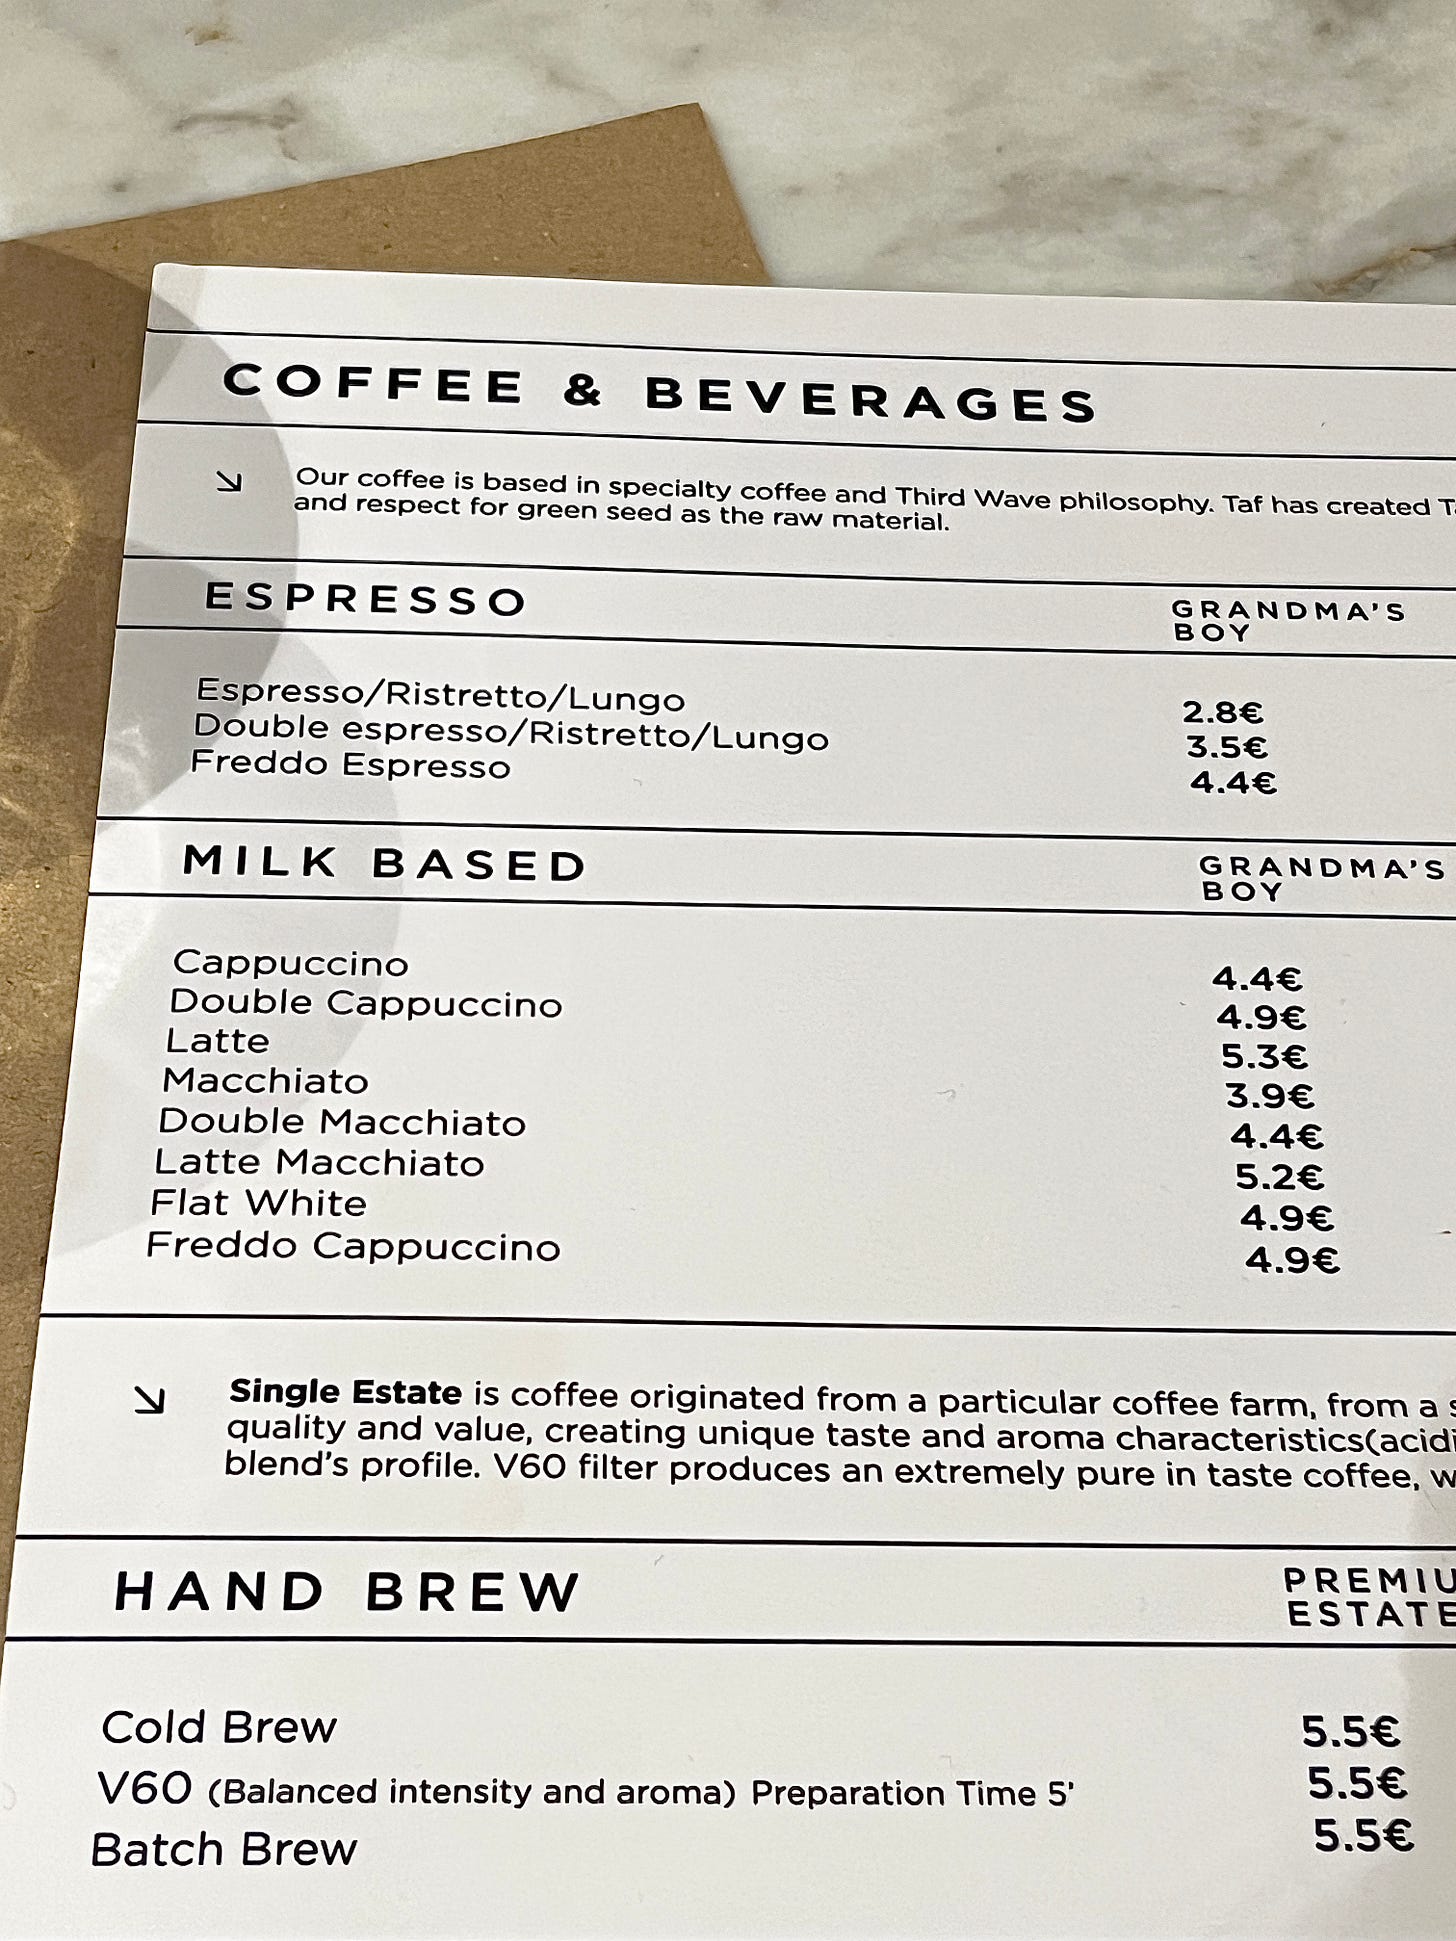 COFFEE & BEVERAGES
↘ Our coffee is based in specialty coffee and Third Wave philosophy. Taf has created
and respect for green seed as the raw material.
ESPRESSO GRANDMA'S
BOY
Espresso/Ristretto/Lungo 2.8€
Double espresso/Ristretto/Lungo 3.5€
Freddo Espresso 4.4€
MILK BASED GRANDMA'S
BOY
Cappuccino 4.4€
Double Cappuccino 4.9€
Latte 5.3€
Macchiato 3.9€
Double Macchiato 4.4€
Latte Macchiato 5.2€
Flat White 4.9€
Freddo Cappuccino 4.9€
↘ Single Estate is coffee originated from a particular coffee farm, from a
quality and value, creating unique taste and aroma characteristics(acidi
blend's profile. V60 filter produces an extremely pure in taste coffee,
HAND BREW PREMIU
ESTATE
Cold Brew 5.5€
V60 (Balanced intensity and aroma) Preparation Time 5' 5.5€
Batch Brew 5.5€